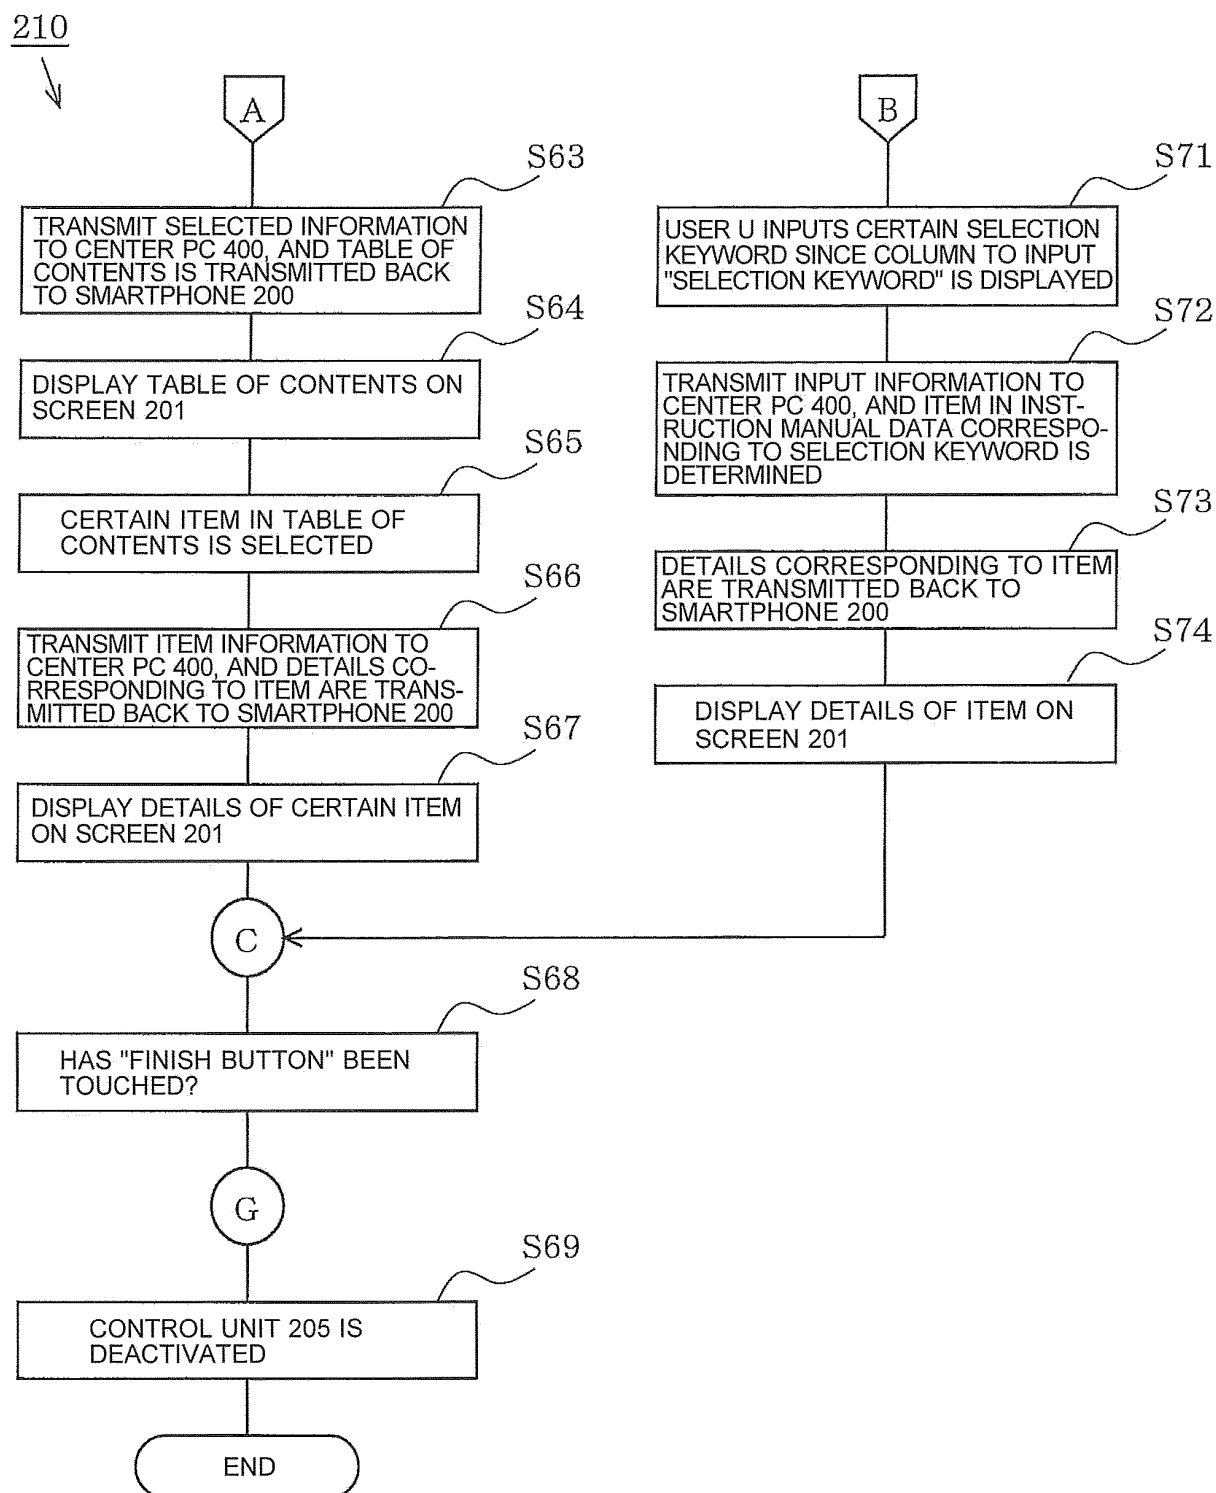 210
A
S63
TRANSMIT SELECTED INFORMATION
TO CENTER PC 400, AND TABLE OF
CONTENTS IS TRANSMITTED BACK
TO SMARTPHONE 200
S64
DISPLAY TABLE OF CONTENTS ON
SCREEN 201
S65
CERTAIN ITEM IN TABLE OF
CONTENTS IS SELECTED
S66
TRANSMIT ITEM INFORMATION TO
CENTER PC 400, AND DETAILS CO-
RRESPONDING TO ITEM ARE TRANS-
MITTED BACK TO SMARTPHONE 200
S67
DISPLAY DETAILS OF CERTAIN ITEM
ON SCREEN 201
B
S71
USER U INPUTS CERTAIN SELECTION
KEYWORD SINCE COLUMN TO INPUT
"SELECTION KEYWORD" IS DISPLAYED
S72
TRANSMIT INPUT INFORMATION TO
CENTER PC 400, AND ITEM IN INST-
RUCTION MANUAL DATA CORRESPO-
NDING TO SELECTION KEYWORD IS
DETERMINED
S73
DETAILS CORRESPONDING TO ITEM
ARE TRANSMITTED BACK TO
SMARTPHONE 200
S74
DISPLAY DETAILS OF ITEM ON
SCREEN 201
C
S68
HAS "FINISH BUTTON" BEEN
TOUCHED?
G
S69
CONTROL UNIT 205 IS
DEACTIVATED
END